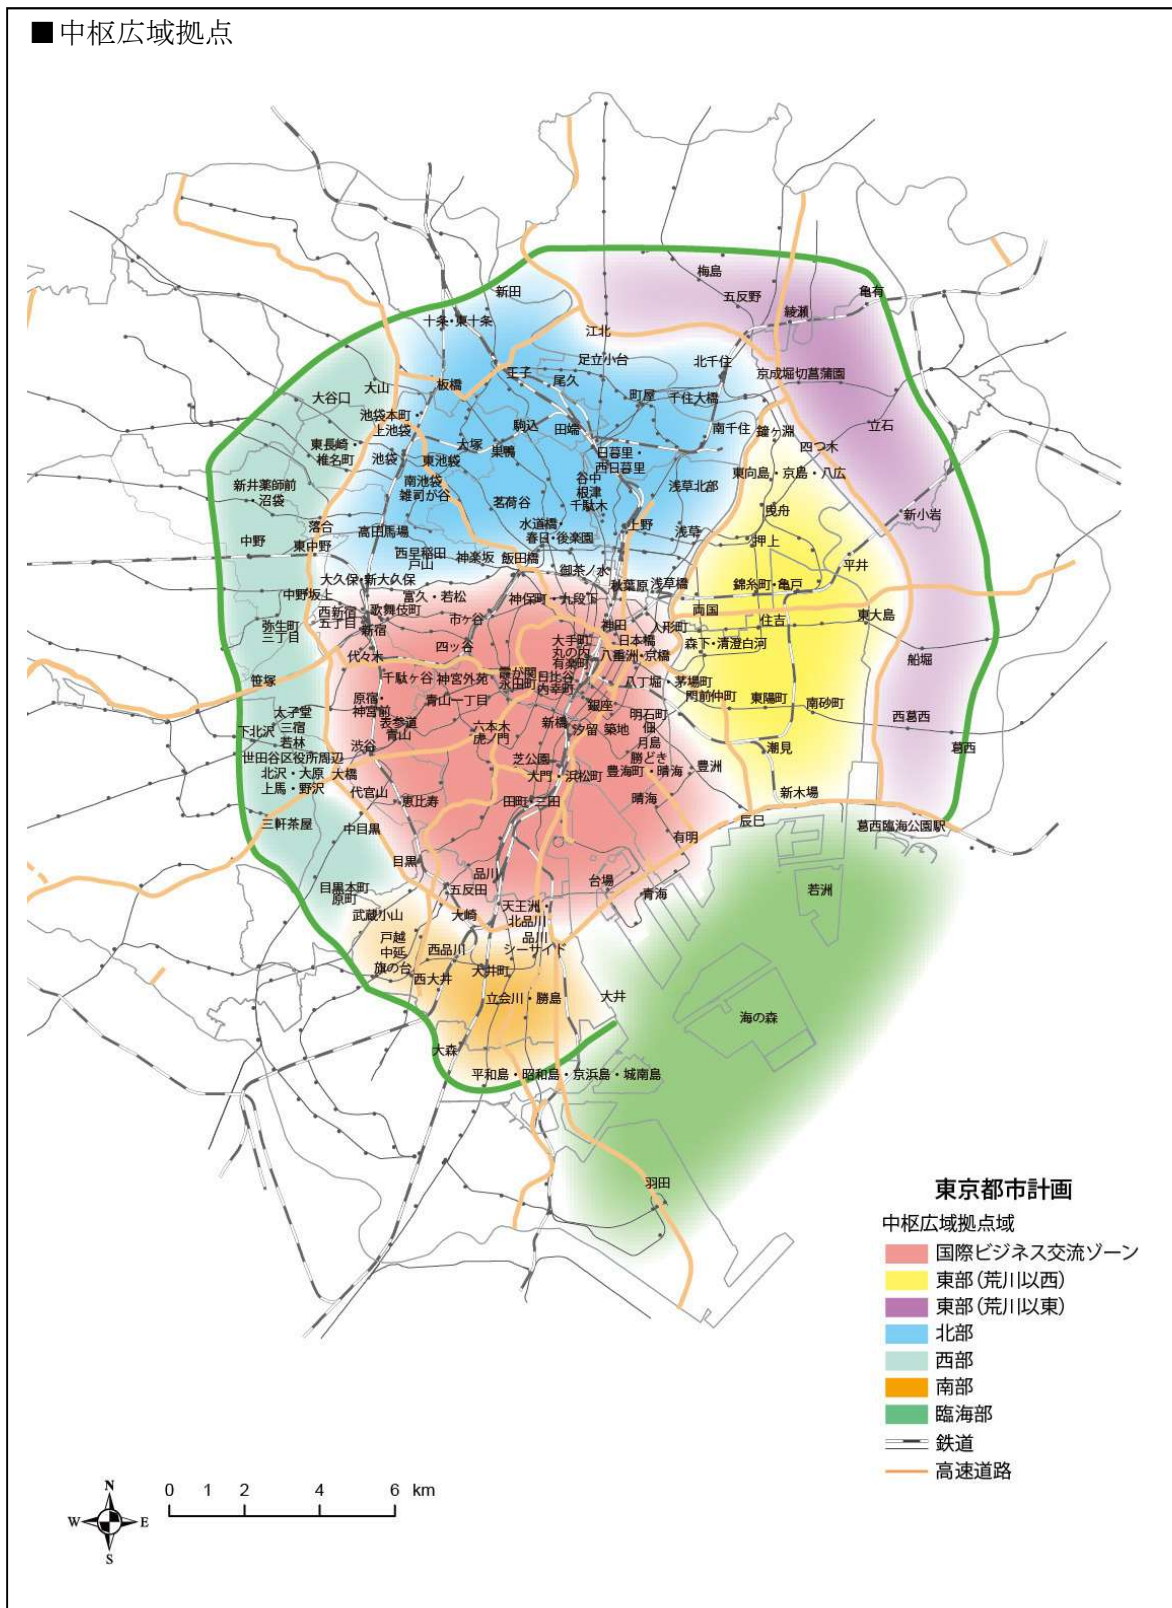 ■中枢広域拠点
新田
梅島
五反野
綾瀬
亀有
十条・東十条
江北
足立小台
北千住
王子
尾久
京成堀切菖蒲園
大山
板橋
大谷口
町屋
千住大橋
池袋本町・
上池袋
駒込
田端
南千住
鐘ヶ淵
立石
四つ木
東長崎・
椎名町
池袋
大塚
東池袋
巣鴨
日暮里・
西日暮里
東向島・京島・八広
新井薬師前
・沼袋
南池袋
雑司が谷
谷中
根津
千駄木
浅草北部
茗荷谷
曳舟
新小岩
落合
高田馬場
水道橋・
春日・後楽園
上野
浅草
押上
中野
東中野
西早稲田
戸山
神楽坂
飯田橋
御茶ノ水
平井
大久保・新大久保
秋葉原
浅草橋
錦糸町・亀戸
中野坂上
富久・若松
神保町・九段下
西新宿
五丁目
歌舞伎町
両国
東大島
弥生町
三丁目
新宿
市ヶ谷
神田
人形町
住吉
大手町
丸の内
有楽町
日本橋
八重洲・京橋
森下・清澄白河
代々木
四ッ谷
船堀
笹塚
千駄ヶ谷
神宮外苑
霞が関
永田町
日比谷
内幸町
八丁堀・茅場町
原宿・
神宮前
青山一丁目
銀座
門前仲町
東陽町
南砂町
太子堂
三宿
若林
下北沢
表参道
青山
六本木
虎ノ門
新橋
汐留
築地
明石町
佃
月島
西葛西
渋谷
潮見
葛西
世田谷区役所周辺
北沢・大原
上馬・野沢
大橋
芝公園
勝どき
豊海町・晴海
豊洲
大門・浜松町
代官山
恵比寿
田町・三田
晴海
新木場
三軒茶屋
中目黒
辰巳
葛西臨海公園駅
有明
目黒
品川
五反田
台場
青海
若洲
目黒本町
原町
武蔵小山
大崎
天王洲・
北品川
品川
シーサイド
戸越
中延
旗の台
西品川
西大井
大井町
立会川・勝島
大井
海の森
大森
平和島・昭和島・京浜島・城南島
羽田
東京都市計画
中枢広域拠点域
国際ビジネス交流ゾーン
東部(荒川以西)
東部(荒川以東)
北部
西部
南部
臨海部
鉄道
高速道路
0 1 2 4 6 km
N
W E
S